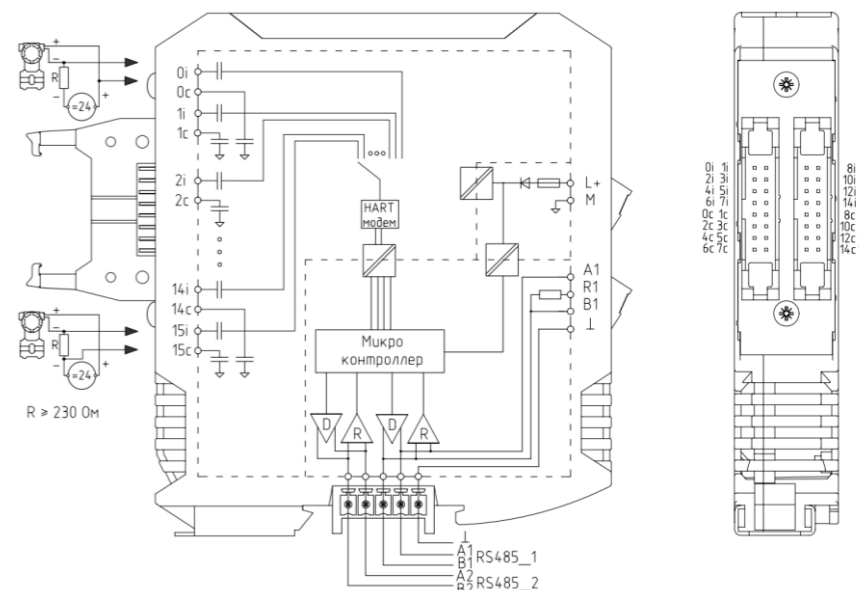 +
−
R
−
+
=24
0i
0c
1i
1c
2i
2c
14i
14c
15i
15c
+
−
R
−
+
=24
R ≥ 230 Ом
HART
модем
Микро
контроллер
D
R
D
R
L+
M
A1
R1
B1
⊥
⊥
A1
B1
RS485_1
A2
B2
RS485_2
0i 1i
2i 3i
4i 5i
6i 7i
0c 1c
2c 3c
4c 5c
6c 7c
8i
10i
12i
14i
8c
10c
12c
14c